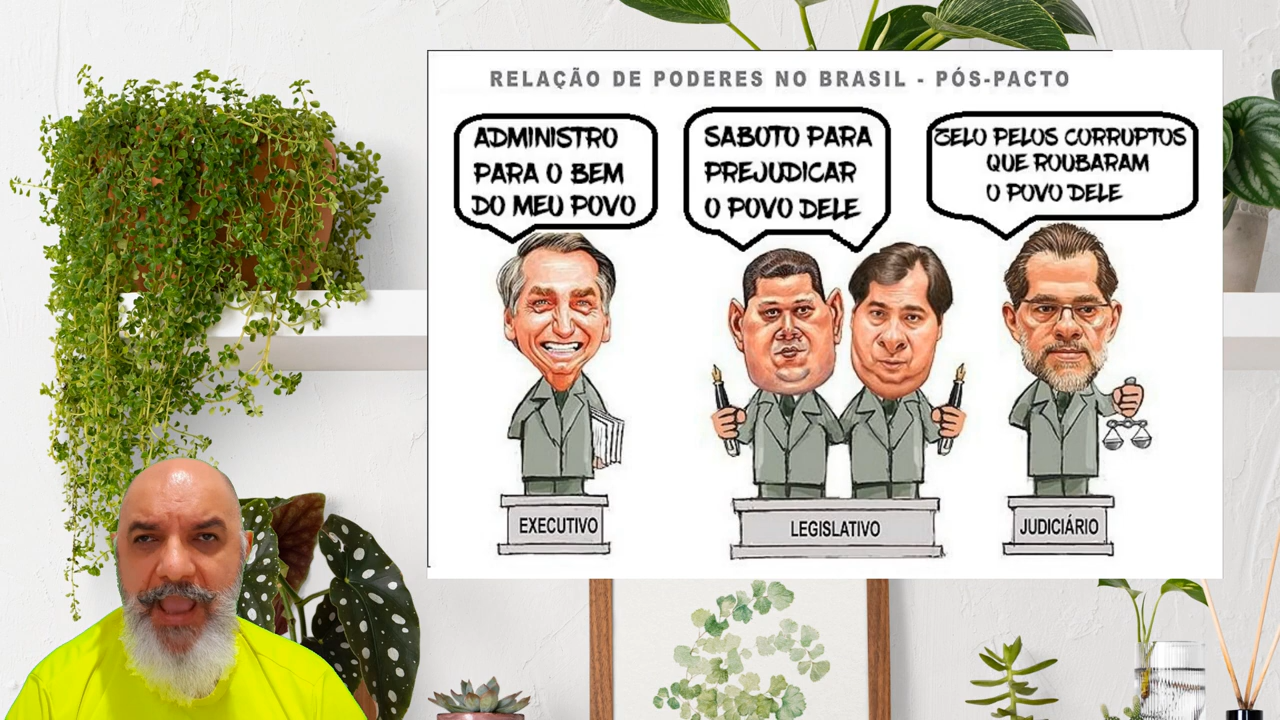 RELAÇÃO DE PODERES NO BRASIL - PÓS-PACTO
ADMINISTRO
PARA O BEM
DO MEU POVO
SABOTO PARA
PREJUDICAR
O POVO DELE
ZELO PELOS CORRUPTOS
QUE ROUBARAM
O POVO DELE
EXECUTIVO
LEGISLATIVO
JUDICIÁRIO